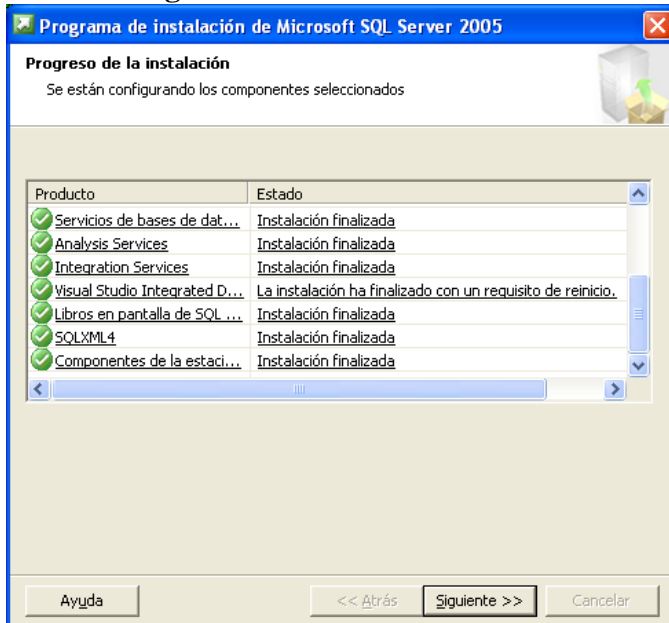 Programa de instalación de Microsoft SQL Server 2005
Progreso de la instalación
Se están configurando los componentes seleccionados
Producto Estado
Servicios de bases de dat... Instalación finalizada
Analysis Services Instalación finalizada
Integration Services Instalación finalizada
Visual Studio Integrated D... La instalación ha finalizado con un requisito de reinicio.
Libros en pantalla de SQL ... Instalación finalizada
SQLXML4 Instalación finalizada
Componentes de la estaci... Instalación finalizada
Ayuda << Atrás Siguiente >> Cancelar